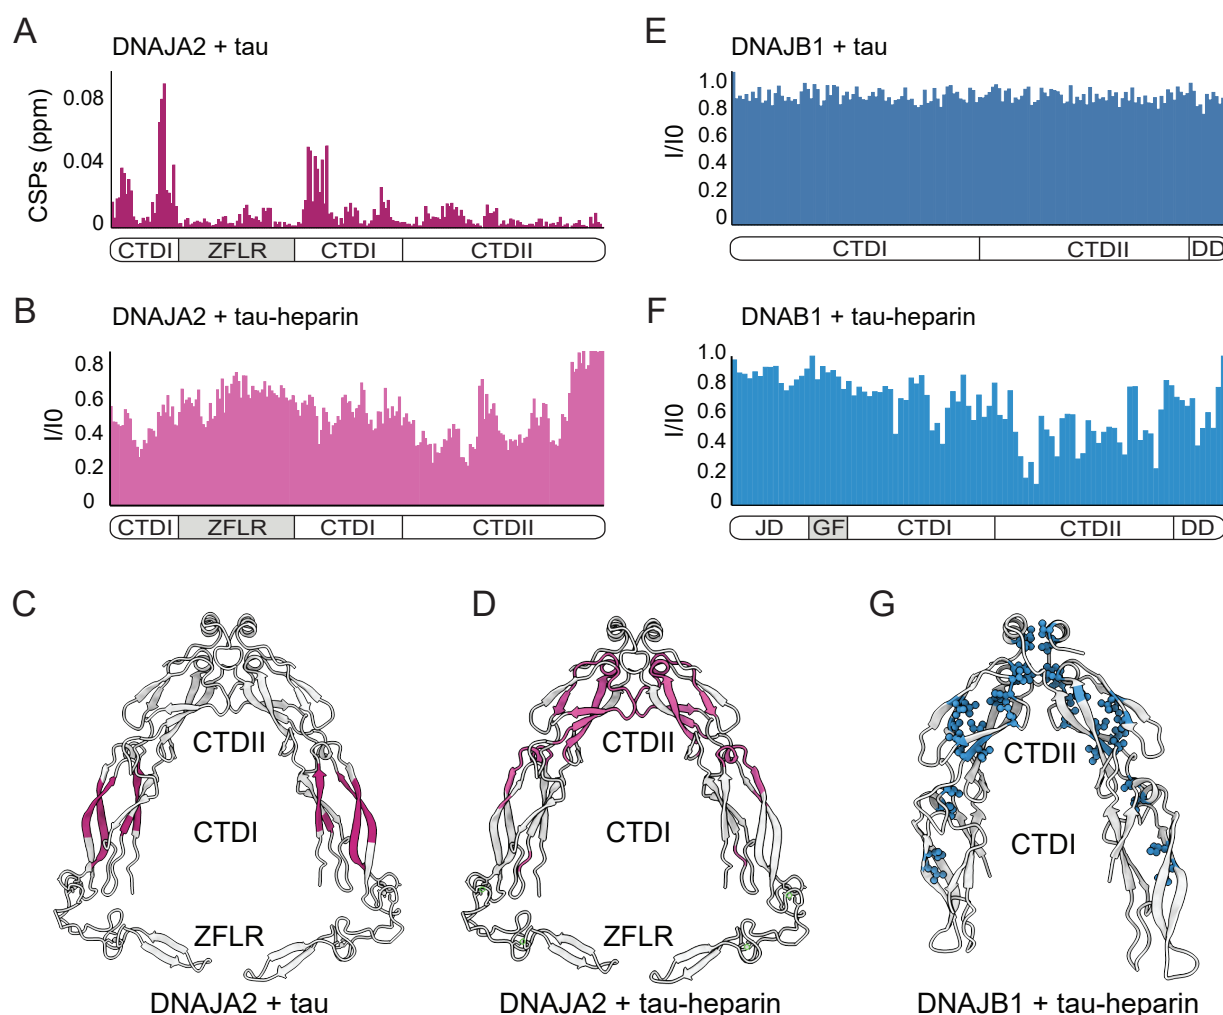 A
DNAJA2 + tau
CSPs (ppm)
0.08
0.04
0
CTDI ZFLR CTDI CTDII
B
DNAJA2 + tau-heparin
I/I0
0.8
0.6
0.4
0.2
0
CTDI ZFLR CTDI CTDII
E
DNAJB1 + tau
I/I0
1.0
0.8
0.6
0.4
0.2
0
CTDI CTDII DD
F
DNAB1 + tau-heparin
I/I0
1.0
0.8
0.6
0.4
0.2
0
JD GF CTDI CTDII DD
C
CTDII
CTDI
ZFLR
DNAJA2 + tau
D
CTDII
CTDI
ZFLR
DNAJA2 + tau-heparin
G
CTDII
CTDI
DNAJB1 + tau-heparin